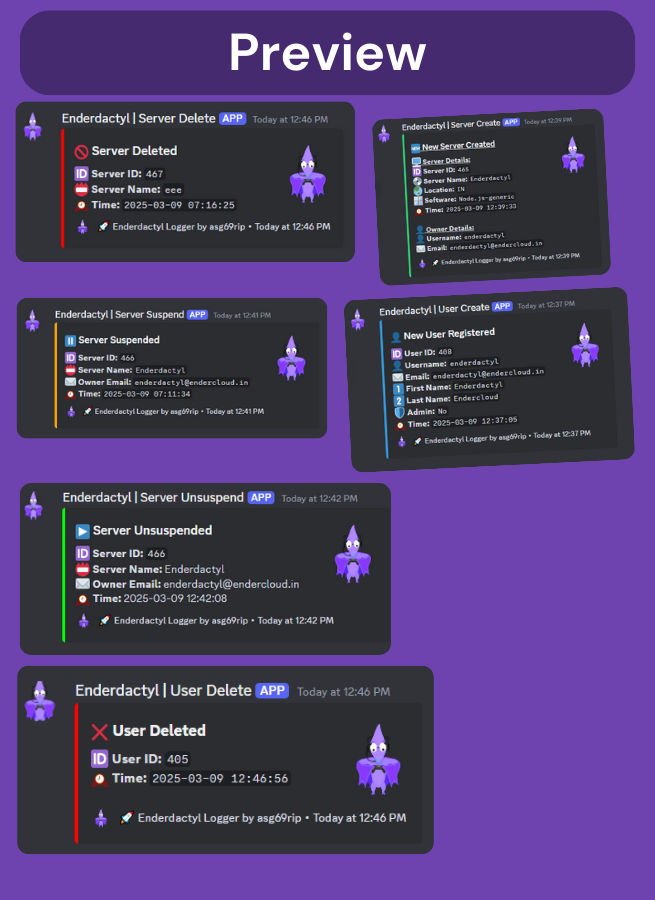 Preview
Enderdactyl | Server Delete APP Today at 12:46 PM
Server Deleted
ID Server ID: 467
Server Name: eee
Time: 2025-03-09 07:16:25
Enderdactyl Logger by asg69rip • Today at 12:46 PM
Enderdactyl | Server Create APP Today at 12:39 PM
NEW New Server Created
Server Details:
ID Server ID: 465
Server Name: Enderdactyl
Location: IN
Software: Node.js-generic
Time: 2025-03-09 12:39:33
Owner Details:
Username: enderdactyl
Email: enderdactyl@endercloud.in
Enderdactyl Logger by asg69rip • Today at 12:39 PM
Enderdactyl | Server Suspend APP Today at 12:41 PM
Server Suspended
ID Server ID: 466
Server Name: Enderdactyl
Owner Email: enderdactyl@endercloud.in
Time: 2025-03-09 07:11:34
Enderdactyl Logger by asg69rip • Today at 12:41 PM
Enderdactyl | User Create APP Today at 12:37 PM
New User Registered
ID User ID: 408
Username: enderdactyl
Email: enderdactyl@endercloud.in
1 First Name: Enderdactyl
2 Last Name: Endercloud
Admin: No
Time: 2025-03-09 12:37:05
Enderdactyl Logger by asg69rip • Today at 12:37 PM
Enderdactyl | Server Unsuspend APP Today at 12:42 PM
Server Unsuspended
ID Server ID: 466
Server Name: Enderdactyl
Owner Email: enderdactyl@endercloud.in
Time: 2025-03-09 12:42:08
Enderdactyl Logger by asg69rip • Today at 12:42 PM
Enderdactyl | User Delete APP Today at 12:46 PM
User Deleted
ID User ID: 405
Time: 2025-03-09 12:46:56
Enderdactyl Logger by asg69rip • Today at 12:46 PM